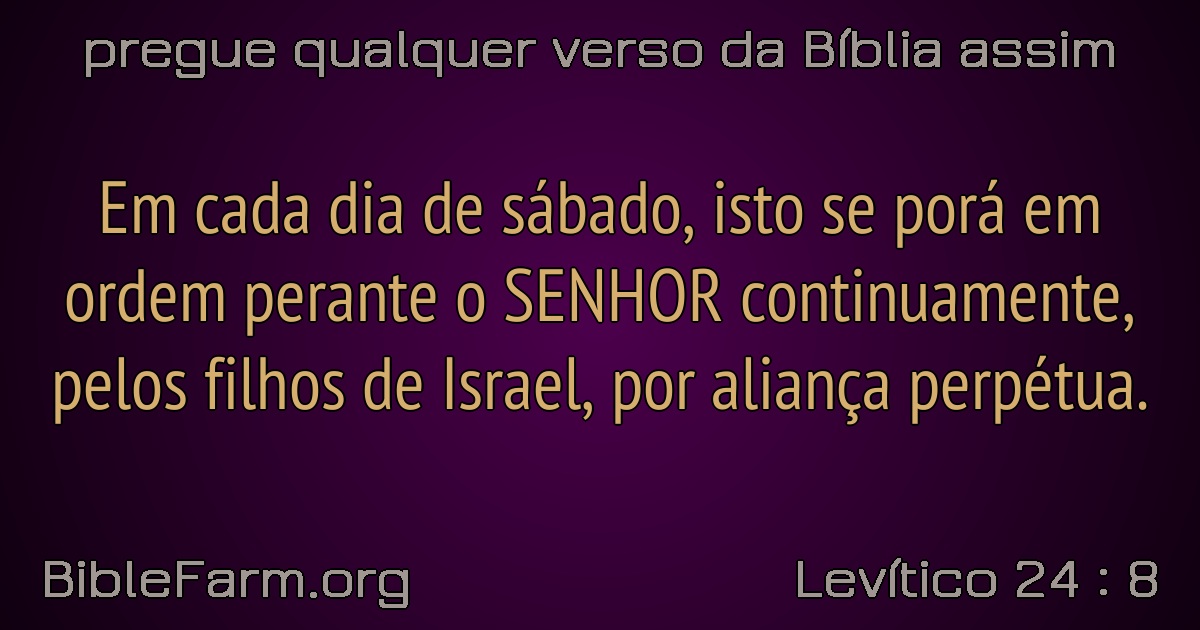 pregue qualquer verso da Bíblia assim
Em cada dia de sábado, isto se porá em
ordem perante o SENHOR continuamente,
pelos filhos de Israel, por aliança perpétua.
BibleFarm.org
Levítico 24 : 8